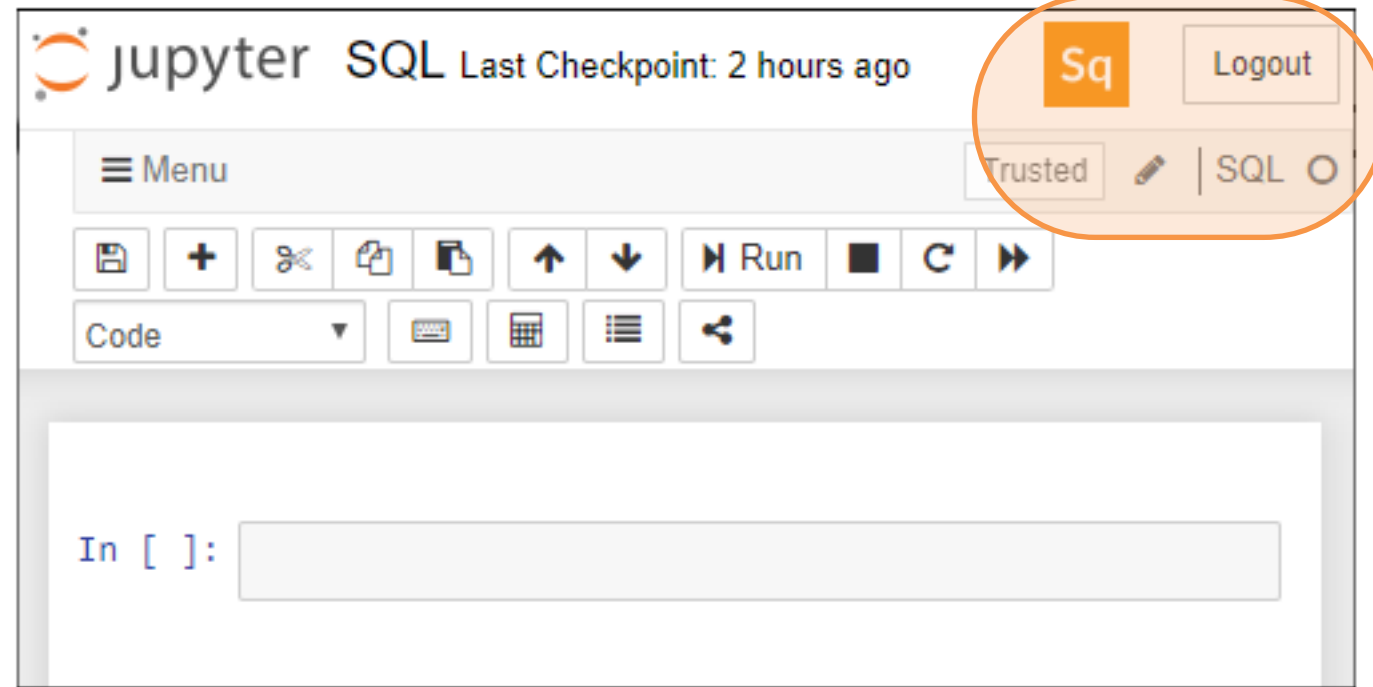 jupyter SQL Last Checkpoint: 2 hours ago Sq Logout
Menu Trusted SQL
Run
Code
In [ ]: